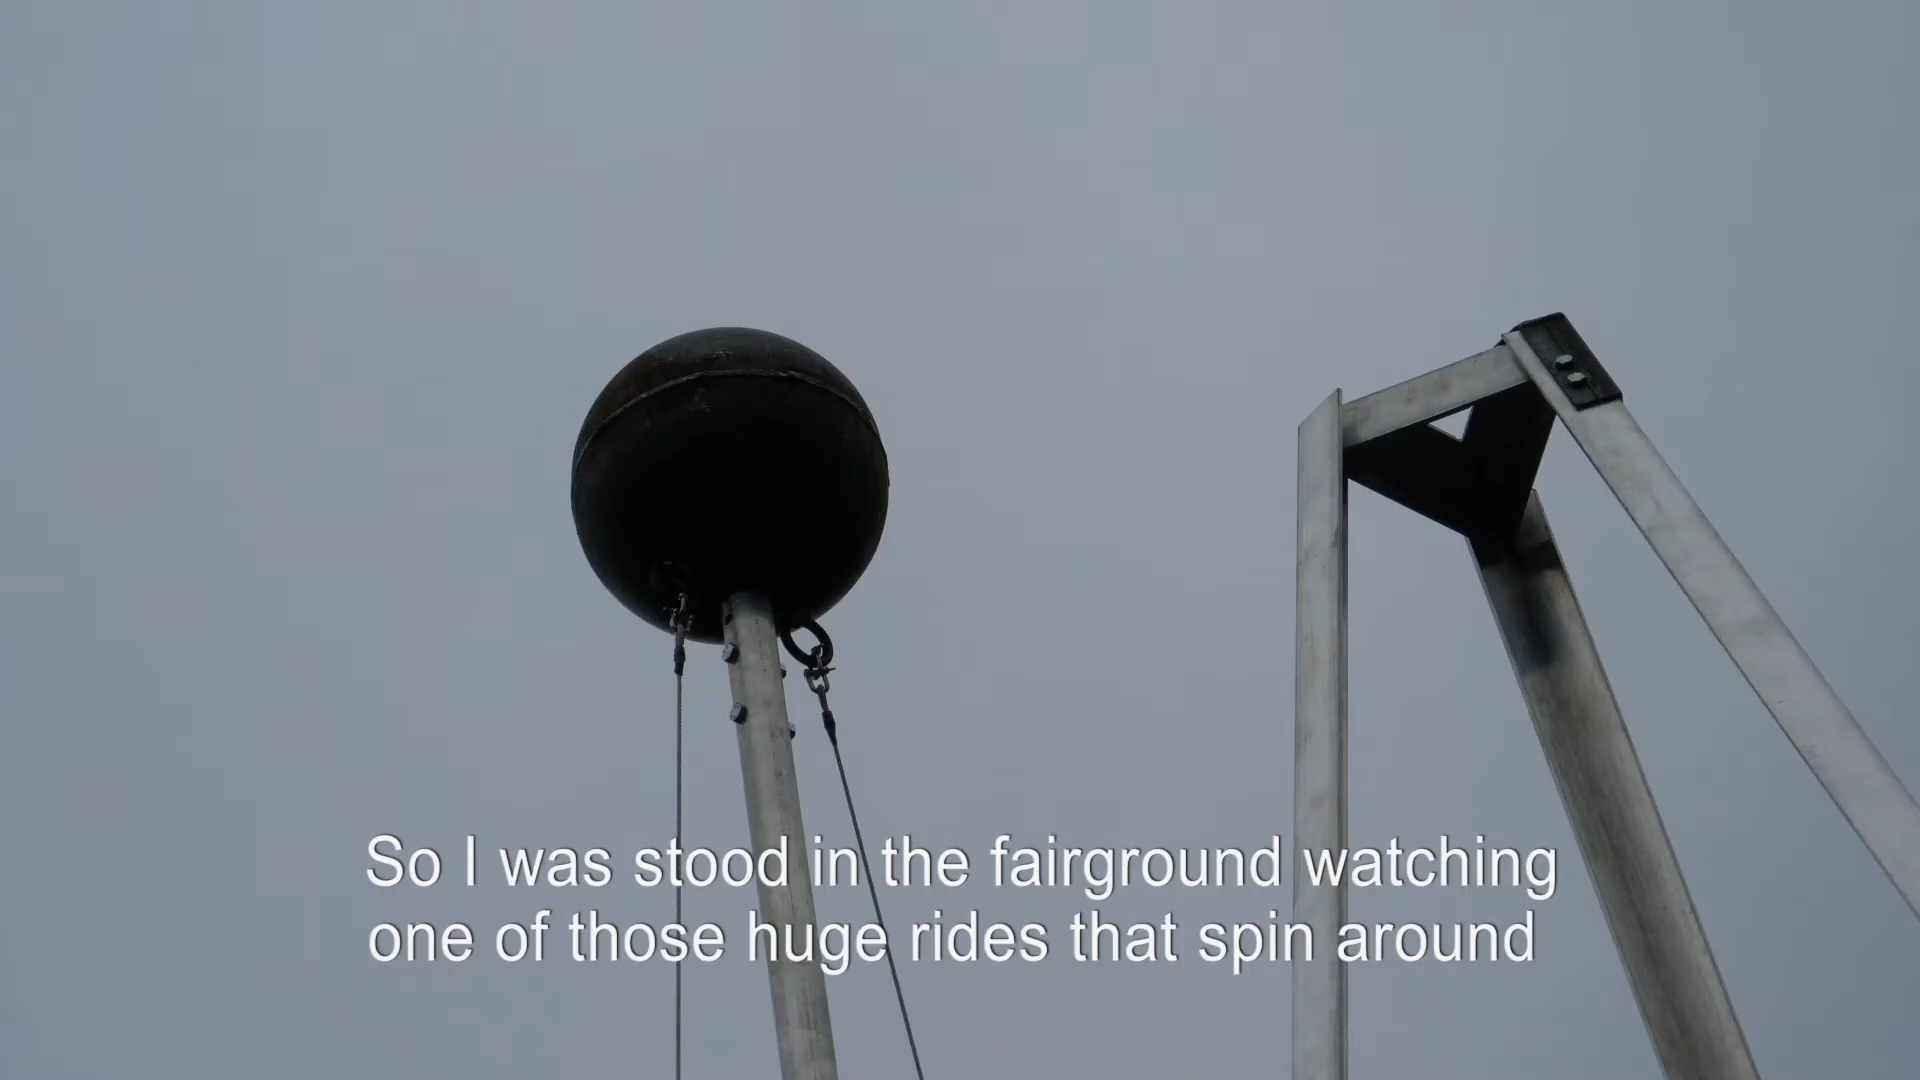 So I was stood in the fairground watching
one of those huge rides that spin around